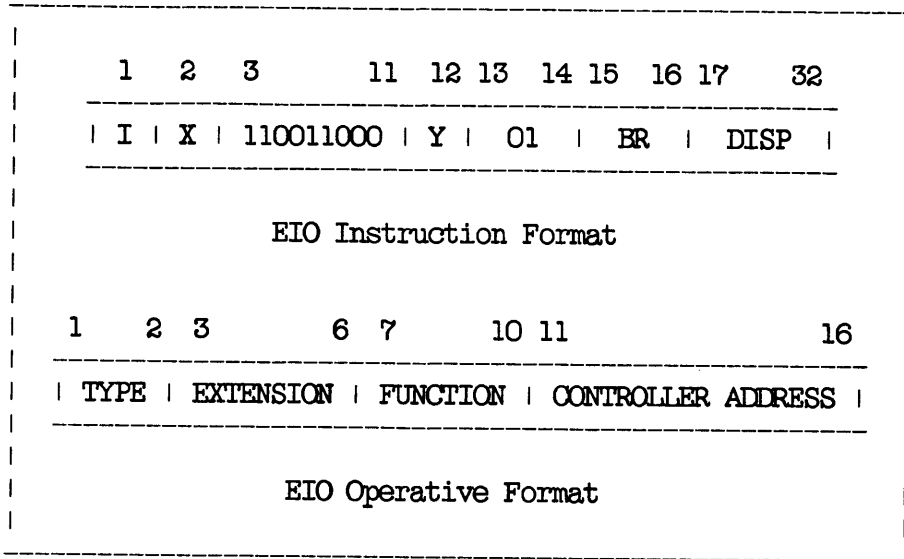 1 2 3 11 12 13 14 15 16 17 32
| I | X | 110011000 | Y | 01 | BR | DISP |
EIO Instruction Format
1 2 3 6 7 10 11 16
| TYPE | EXTENSION | FUNCTION | CONTROLLER ADDRESS |
EIO Operative Format